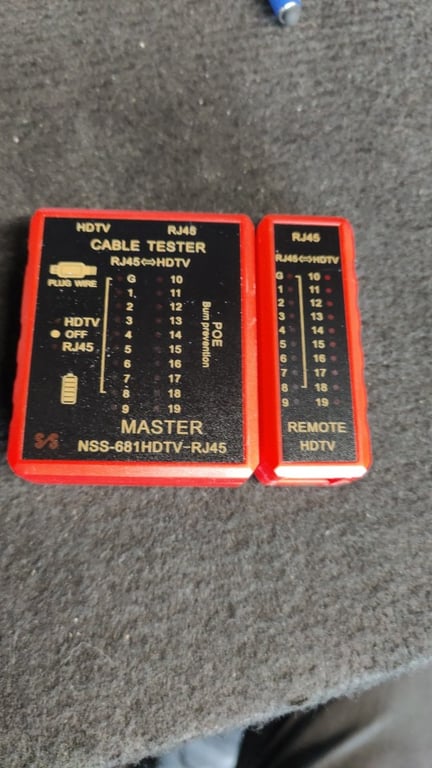 HDTV RJ45
CABLE TESTER
RJ45⇔HDTV
PLUG WIRE
HDTV
OFF
RJ45
G 10
1 11
2 12
3 13
4 14
5 15
6 16
7 17
8 18
9 19
POE
Burn prevention
S/S
MASTER
NSS-681HDTV-RJ45
RJ45
RJ45⇔HDTV
G 10
1 11
2 12
3 13
4 14
5 15
6 16
7 17
8 18
9 19
REMOTE
HDTV